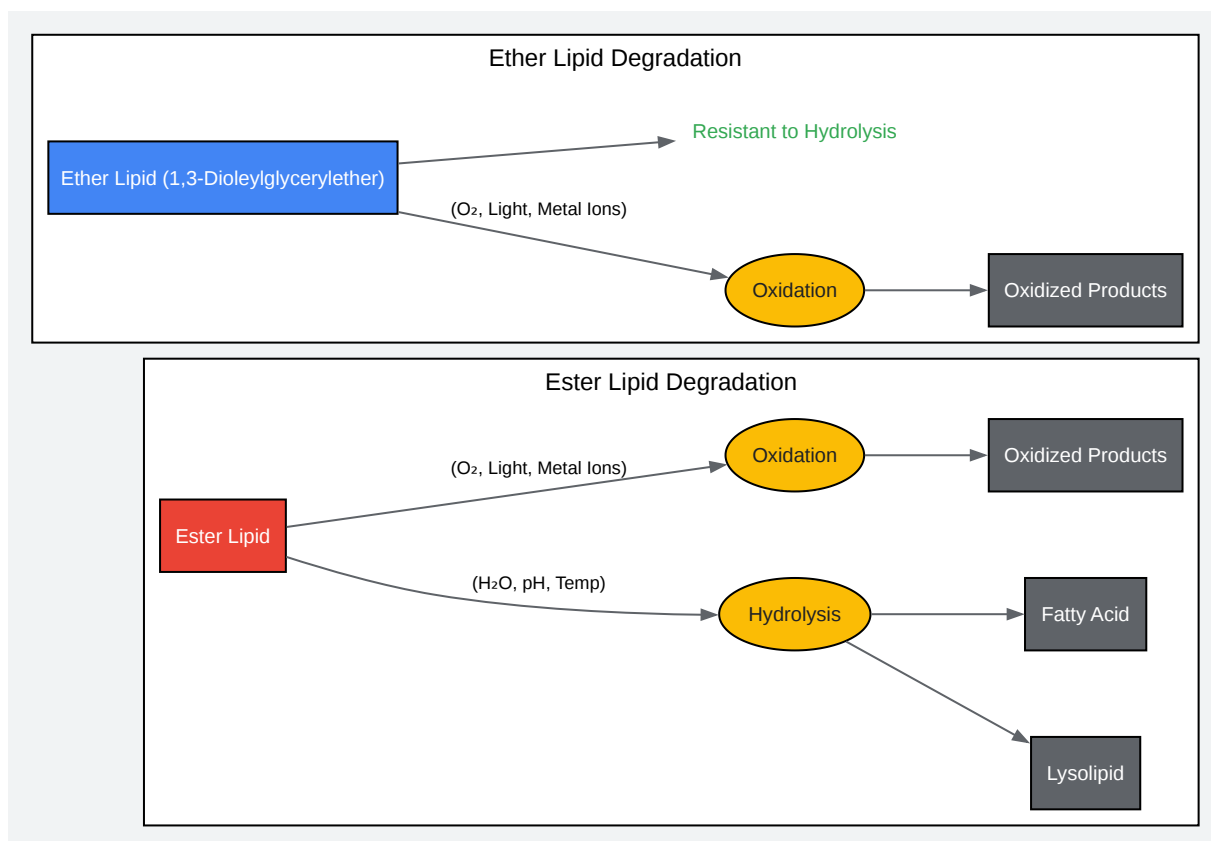 Ether Lipid Degradation
Resistant to Hydrolysis
Ether Lipid (1,3-Dioleylglycerylether)
(O₂, Light, Metal Ions)
Oxidation
Oxidized Products
Ester Lipid Degradation
Oxidation
Oxidized Products
(O₂, Light, Metal Ions)
Ester Lipid
(H₂O, pH, Temp)
Hydrolysis
Fatty Acid
Lysolipid